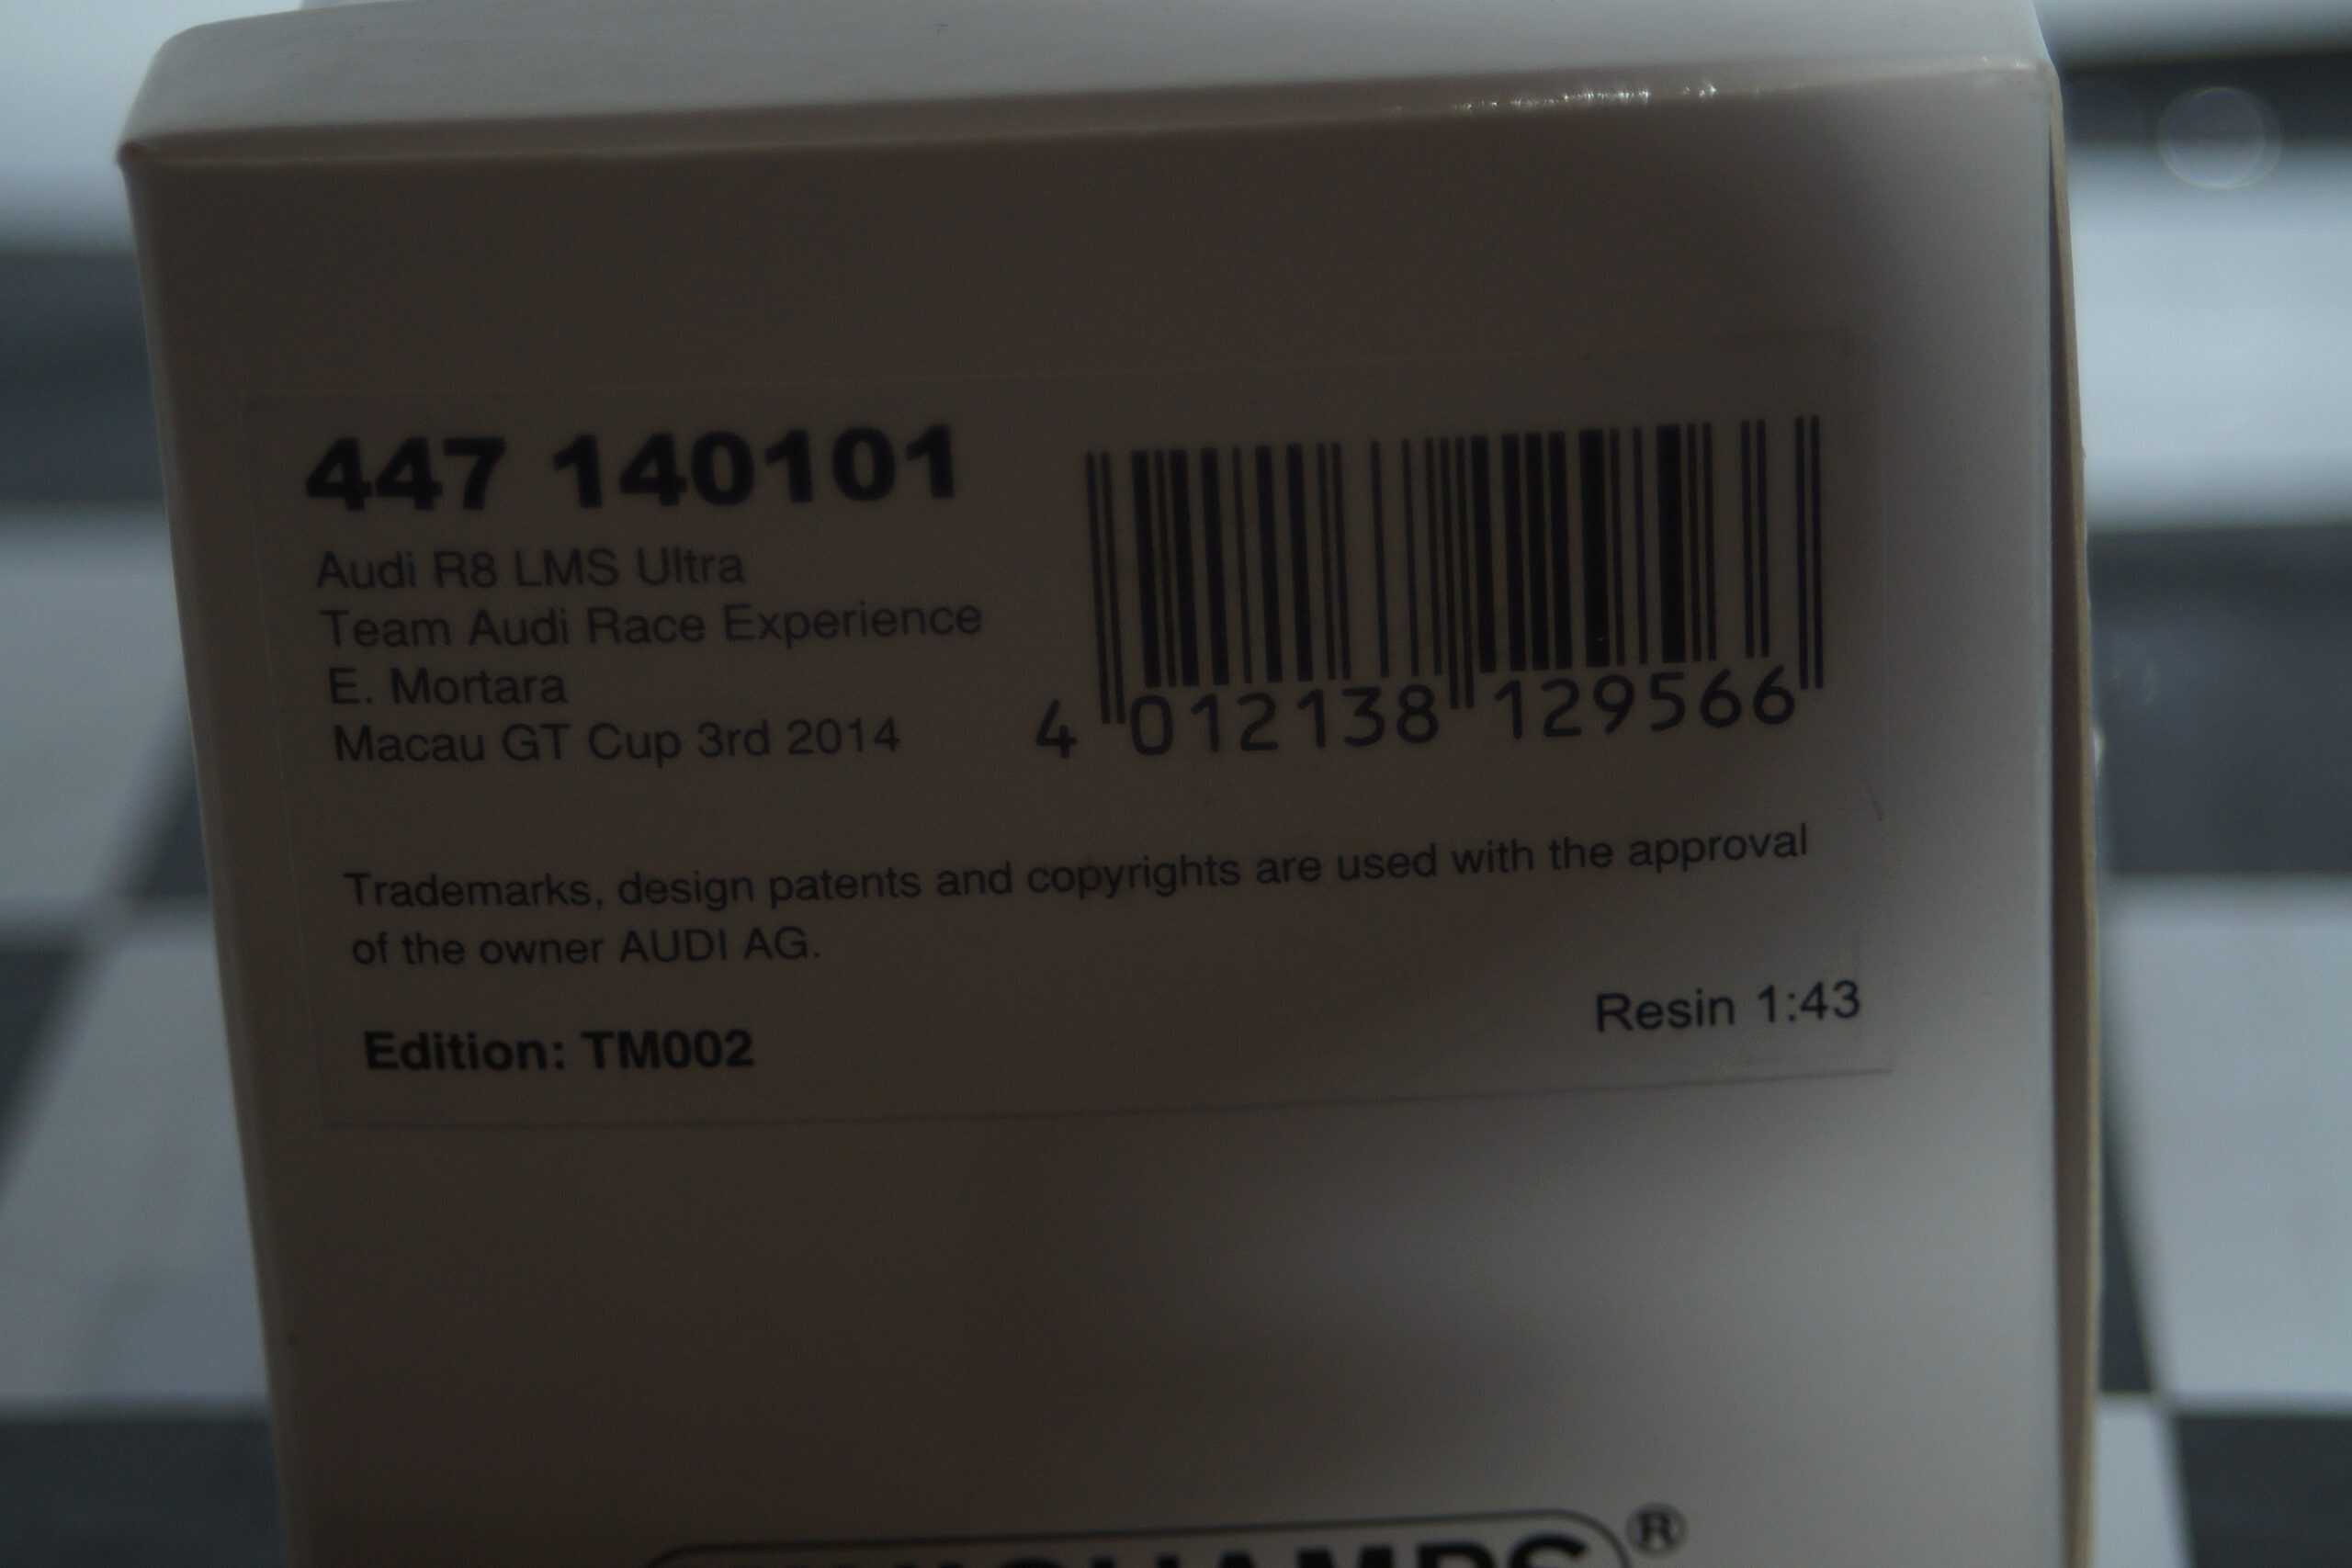 447 140101
Audi R8 LMS Ultra
Team Audi Race Experience
E. Mortara
Macau GT Cup 3rd 2014
4 012138 129566
Trademarks, design patents and copyrights are used with the approval
of the owner AUDI AG.
Edition: TM002
Resin 1:43
®